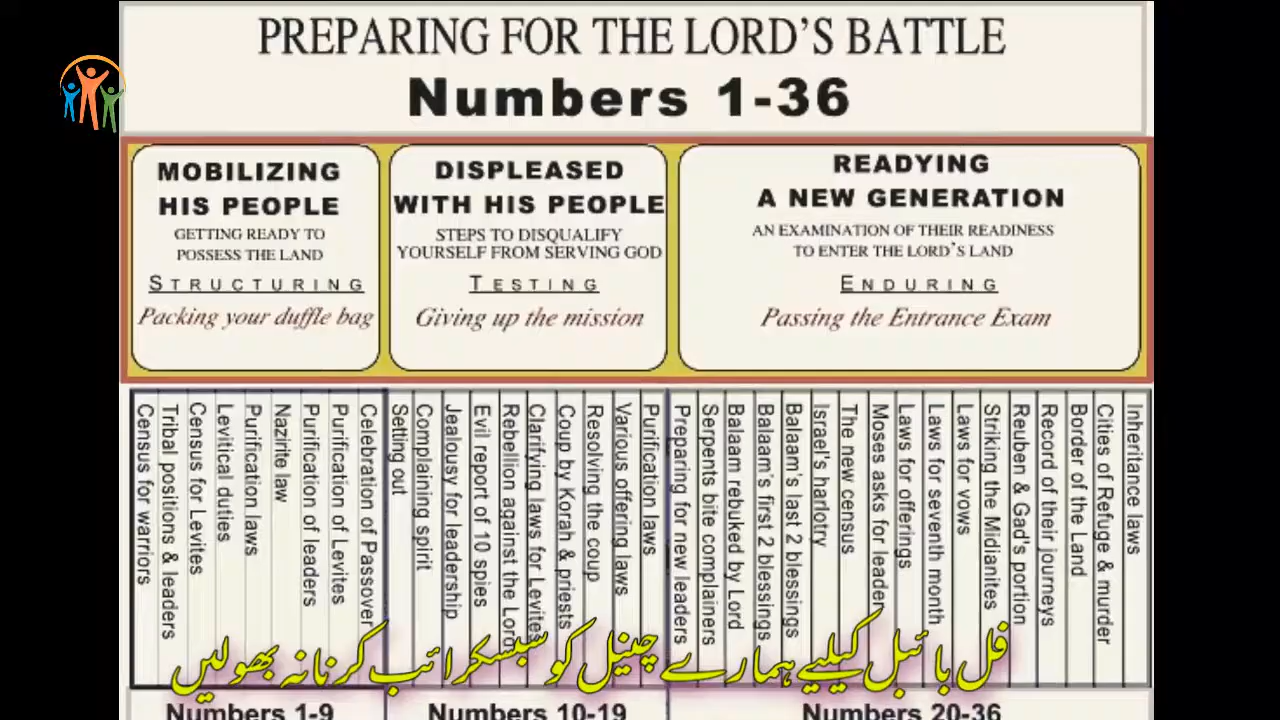 PREPARING FOR THE LORD'S BATTLE
Numbers 1-36
MOBILIZING
HIS PEOPLE
GETTING READY TO
POSSESS THE LAND
STRUCTURING
Packing your duffle bag
DISPLEASED
WITH HIS PEOPLE
STEPS TO DISQUALIFY
YOURSELF FROM SERVING GOD
TESTING
Giving up the mission
READYING
A NEW GENERATION
AN EXAMINATION OF THEIR READINESS
TO ENTER THE LORD'S LAND
ENDURING
Passing the Entrance Exam
Census for warriors
Tribal positions & leaders
Census for Levites
Levitical duties
Purification laws
Nazirite law
Purification of leaders
Purification of Levites
Celebration of Passover
Setting out
Complaining spirit
Jealousy for leadership
Evil report of 10 spies
Rebellion against the Lord
Clarifying laws for Levites
Coup by Korah & priests
Resolving the coup
Various offering laws
Purification laws
Preparing for new leaders
Serpents bite complainers
Balaam rebuked by Lord
Balaam's first 2 blessings
Balaam's last 2 blessings
Israel's harlotry
The new census
Moses asks for leader
Laws for offerings
Laws for seventh month
Laws for vows
Striking the Midianites
Reuben & Gad's portion
Record of their journeys
Border of the Land
Cities of Refuge & murder
Inheritance laws
فل بائبل کیلیے ہمارے چینل کو سبسکرائب کرنا نہ بھولیں
Numbers 1-9
Numbers 10-19
Numbers 20-36